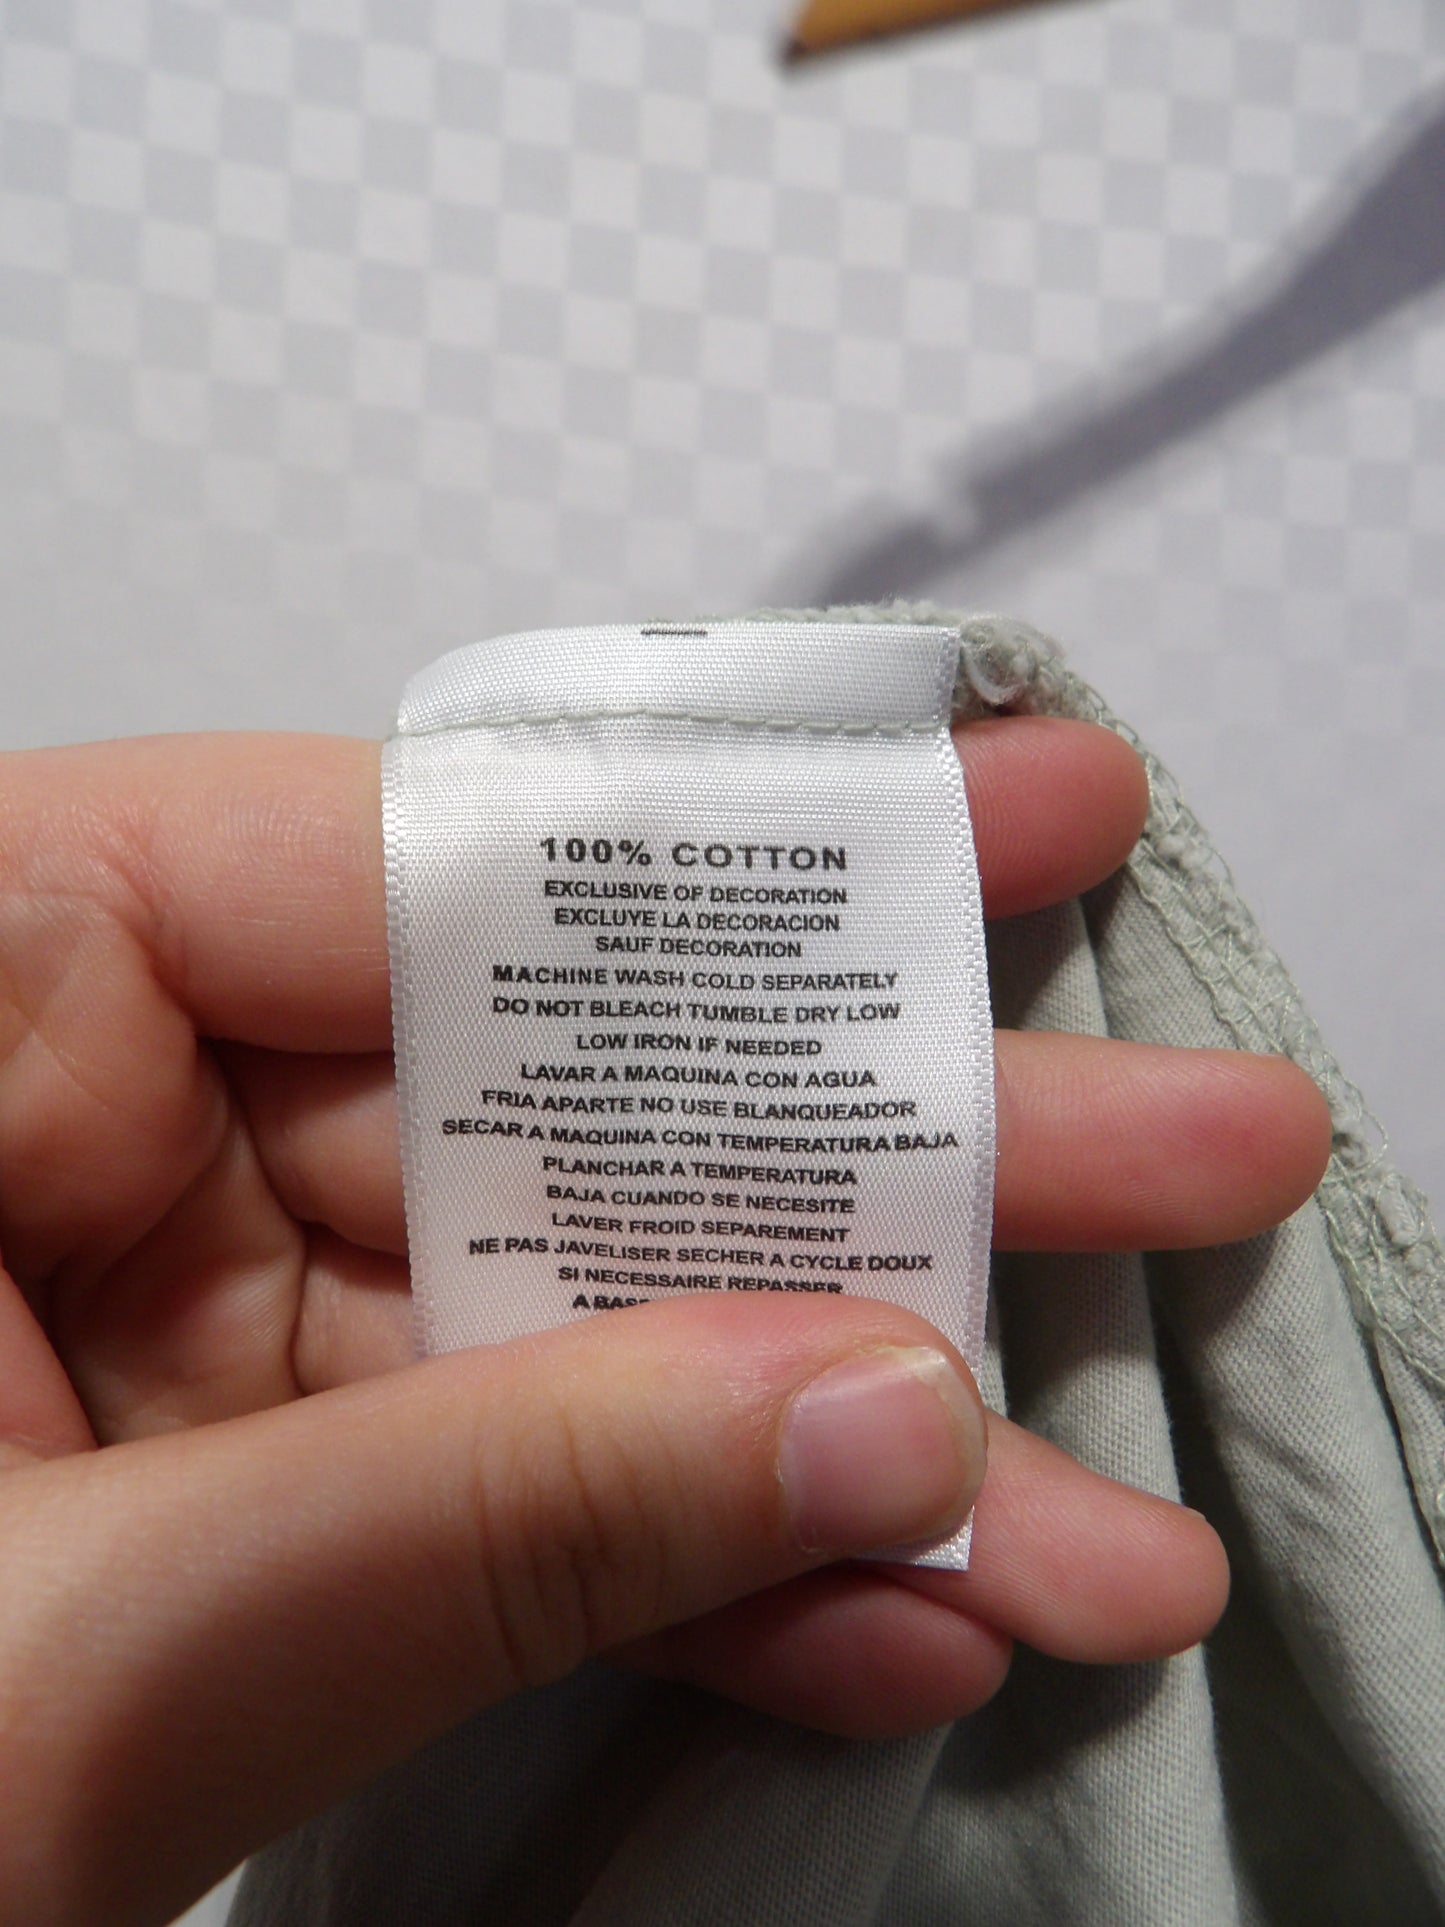 100% COTTON
EXCLUSIVE OF DECORATION
EXCLUYE LA DECORACION
SAUF DECORATION
MACHINE WASH COLD SEPARATELY
DO NOT BLEACH TUMBLE DRY LOW
LOW IRON IF NEEDED
LAVAR A MAQUINA CON AGUA
FRIA APARTE NO USE BLANQUEADOR
SECAR A MAQUINA CON TEMPERATURA BAJA
PLANCHAR A TEMPERATURA
BAJA CUANDO SE NECESITE
LAVER FROID SEPAREMENT
NE PAS JAVELISER SECHER A CYCLE DOUX
SI NECESSAIRE REPASSER
A